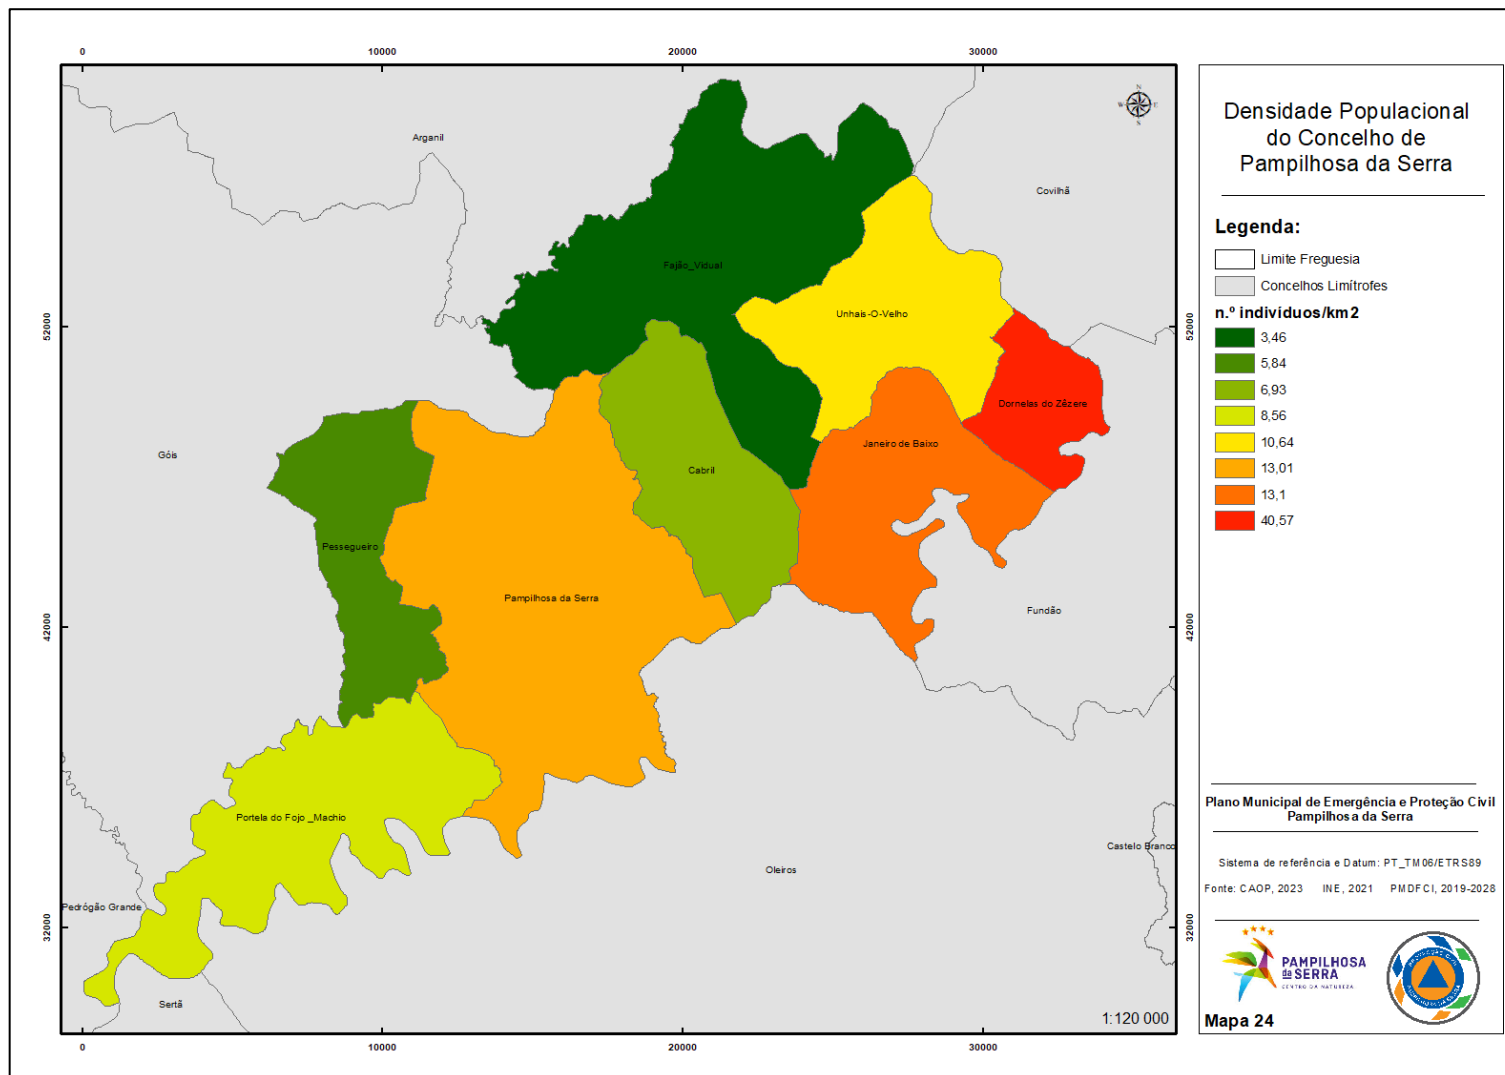 0
10000
20000
30000
52000
42000
32000
52000
42000
32000
0
10000
20000
30000
N
W
E
S
Arganil
Covilhã
Fajão_Vidual
Unhais-O-Velho
Dornelas do Zêzere
Janeiro de Baixo
Góis
Cabril
Pessegueiro
Pampilhosa da Serra
Fundão
Portela do Fojo _Machio
Castelo Branco
Oleiros
Pedrógão Grande
Sertã
1:120 000
Densidade Populacional
do Concelho de
Pampilhosa da Serra
Legenda:
Limite Freguesia
Concelhos Limítrofes
n.º indivíduos/km2
3,46
5,84
6,93
8,56
10,64
13,01
13,1
40,57
Plano Municipal de Emergência e Proteção Civil
Pampilhosa da Serra
Sistema de referência e Datum: PT_TM06/ETRS89
Fonte: CAOP, 2023 INE, 2021 PMDFCI, 2019-2028
PAMPILHOSA
da SERRA
CENTRO DA NATUREZA
PROTEÇÃO CIVIL
PAMPILHOSA DA SERRA
Mapa 24